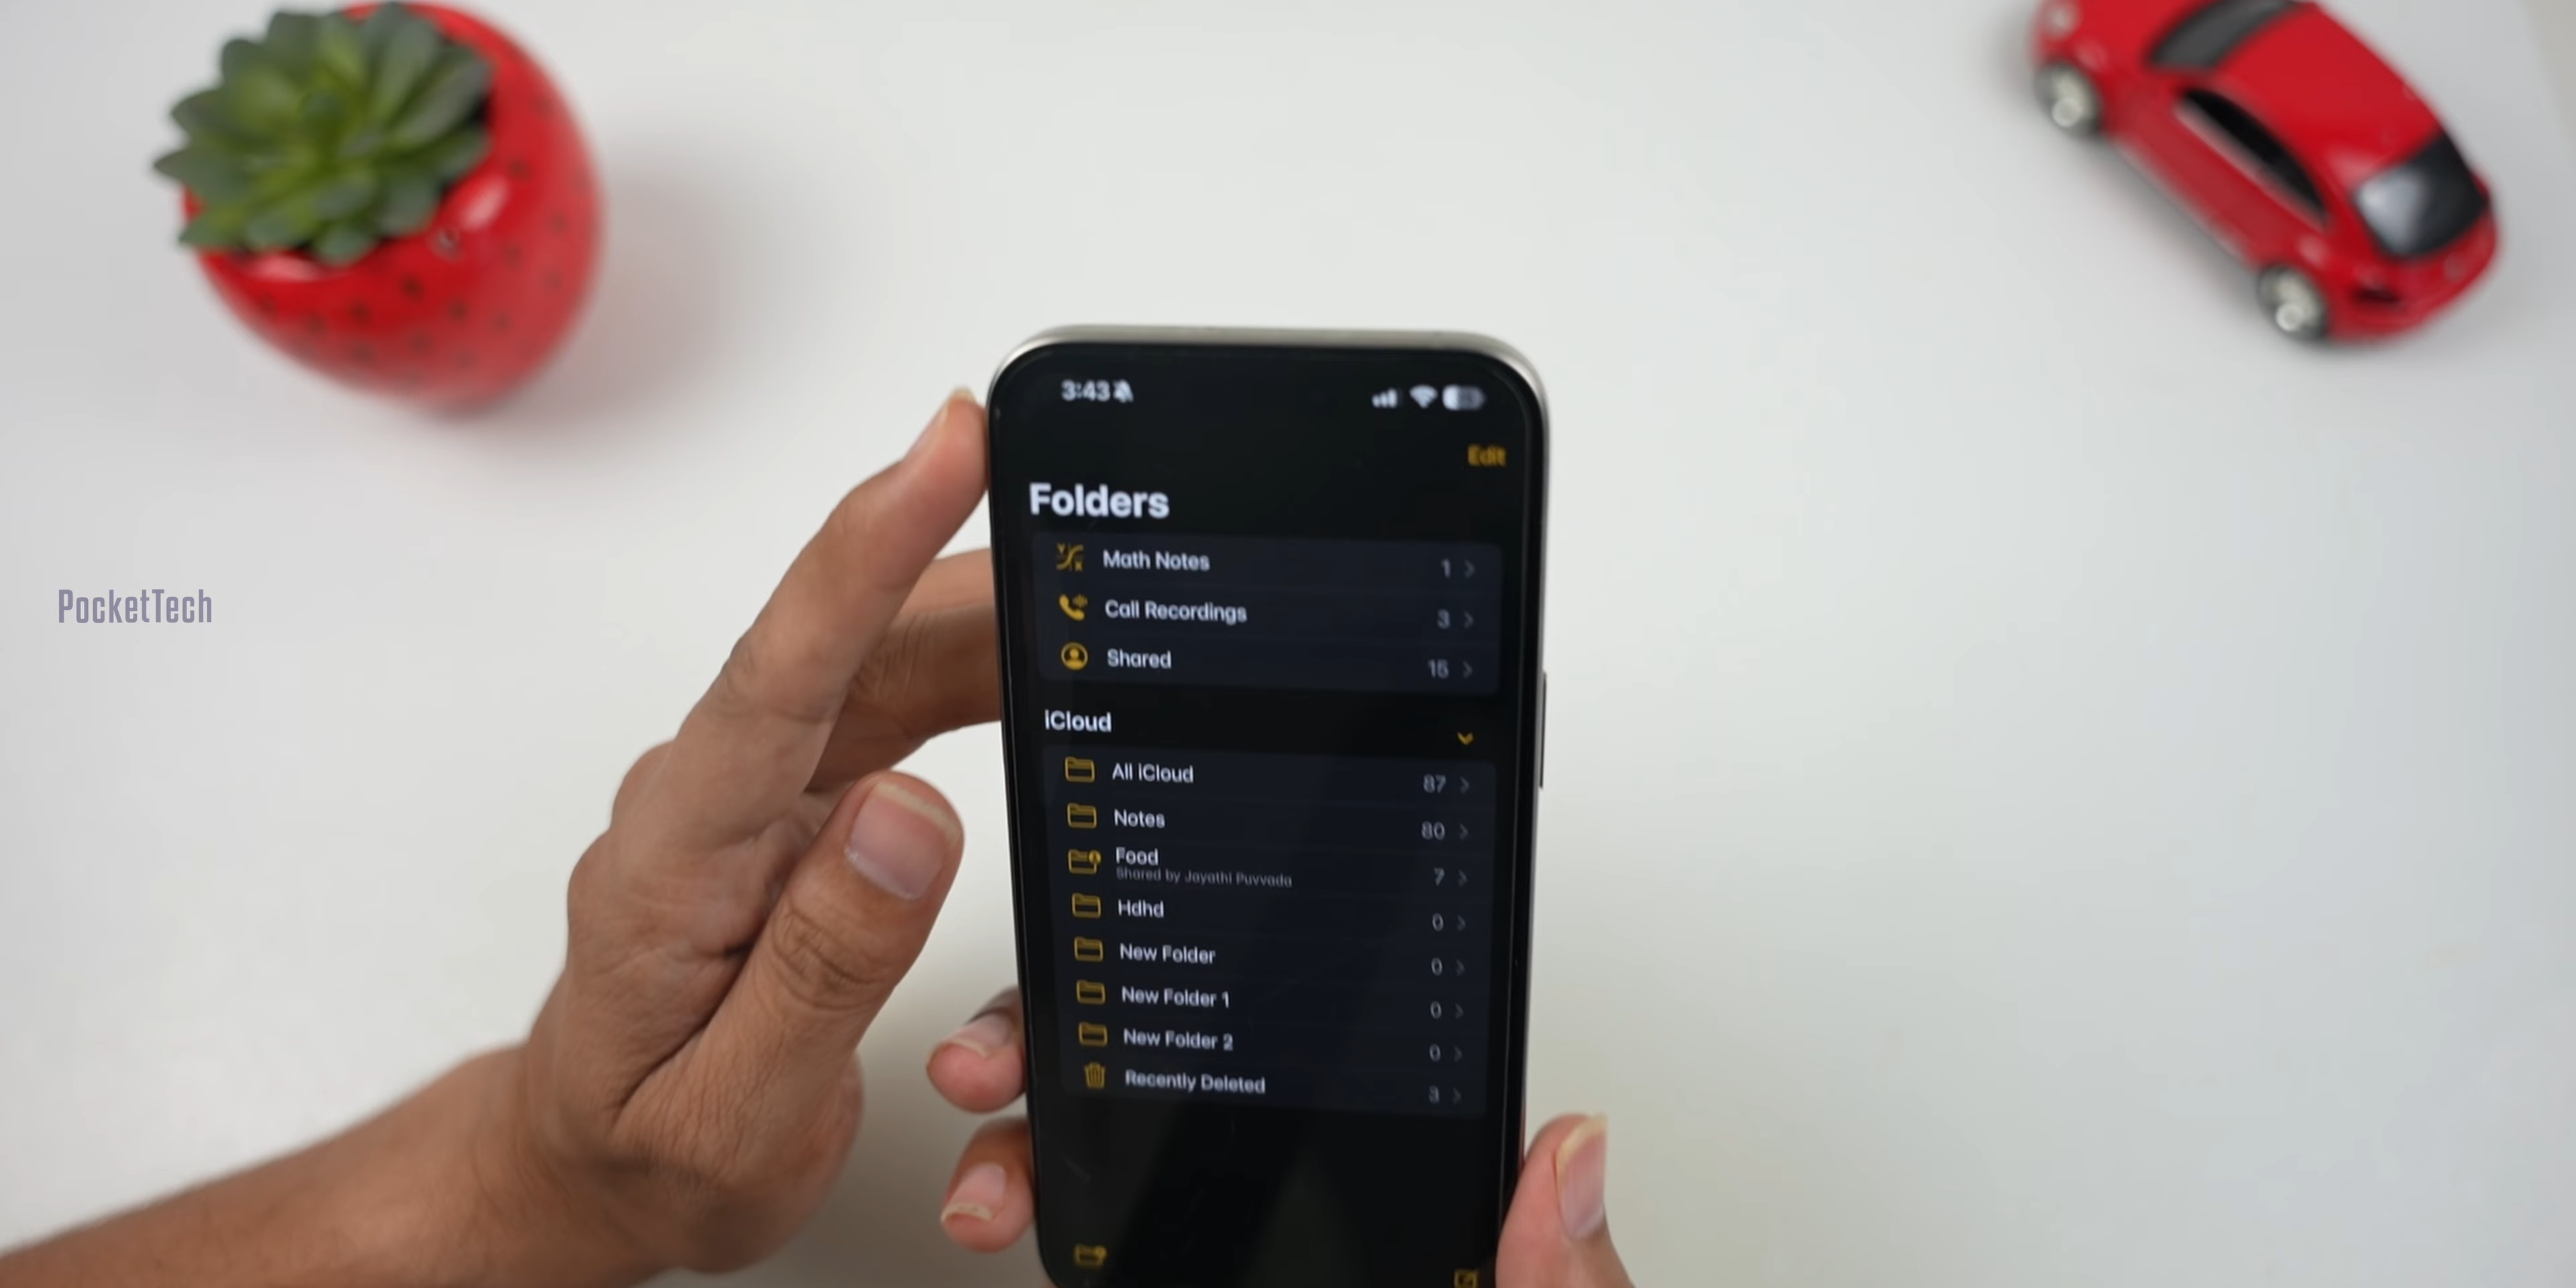 3:43
Edit
Folders
Math Notes 1
Call Recordings 3
Shared 15
iCloud
All iCloud 87
Notes 80
Food 7
Shared by Jayathi Puvvada
Hdhd 0
New Folder 0
New Folder 1 0
New Folder 2 0
Recently Deleted 3
PocketTech